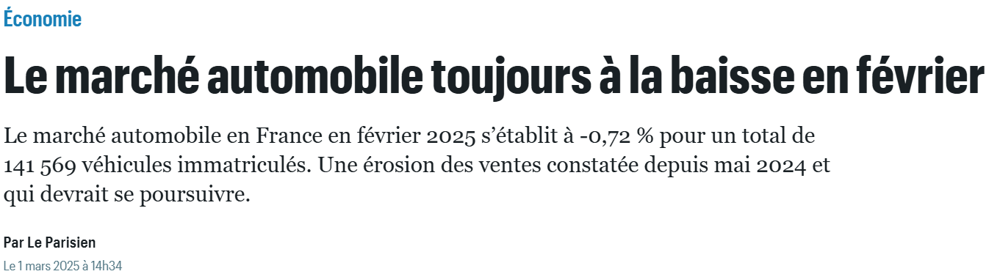 Économie
Le marché automobile toujours à la baisse en février
Le marché automobile en France en février 2025 s’établit à -0,72 % pour un total de
141 569 véhicules immatriculés. Une érosion des ventes constatée depuis mai 2024 et
qui devrait se poursuivre.
Par Le Parisien
Le 1 mars 2025 à 14h34